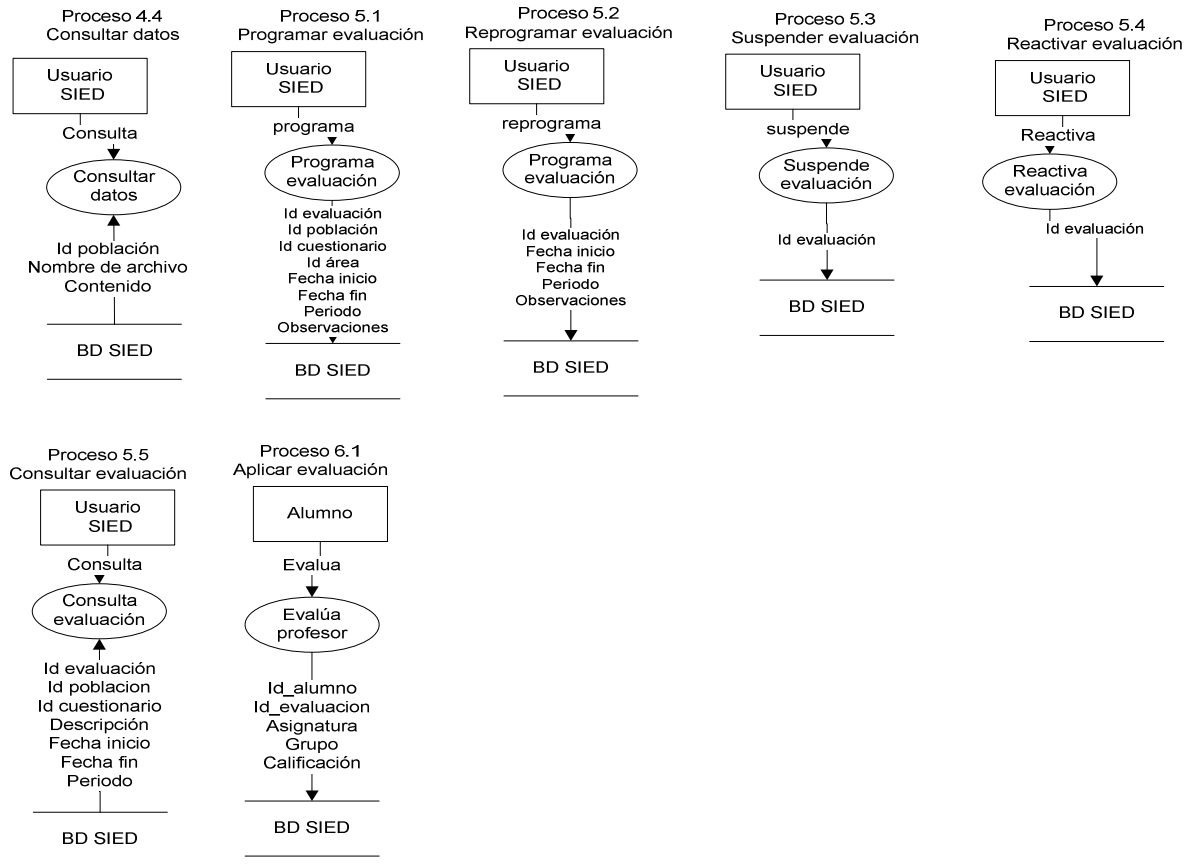 Proceso 4.4
Consultar datos
Usuario
SIED
Consulta
Consultar
datos
Id población
Nombre de archivo
Contenido
BD SIED
Proceso 5.1
Programar evaluación
Usuario
SIED
programa
Programa
evaluación
Id evaluación
Id población
Id cuestionario
Id área
Fecha inicio
Fecha fin
Periodo
Observaciones
BD SIED
Proceso 5.2
Reprogramar evaluación
Usuario
SIED
reprograma
Programa
evaluación
Id evaluación
Fecha inicio
Fecha fin
Periodo
Observaciones
BD SIED
Proceso 5.3
Suspender evaluación
Usuario
SIED
suspende
Suspende
evaluación
Id evaluación
BD SIED
Proceso 5.4
Reactivar evaluación
Usuario
SIED
Reactiva
Reactiva
evaluación
Id evaluación
BD SIED
Proceso 5.5
Consultar evaluación
Usuario
SIED
Consulta
Consulta
evaluación
Id evaluación
Id poblacion
Id cuestionario
Descripción
Fecha inicio
Fecha fin
Periodo
BD SIED
Proceso 6.1
Aplicar evaluación
Alumno
Evalua
Evalúa
profesor
Id_alumno
Id_evaluacion
Asignatura
Grupo
Calificación
BD SIED